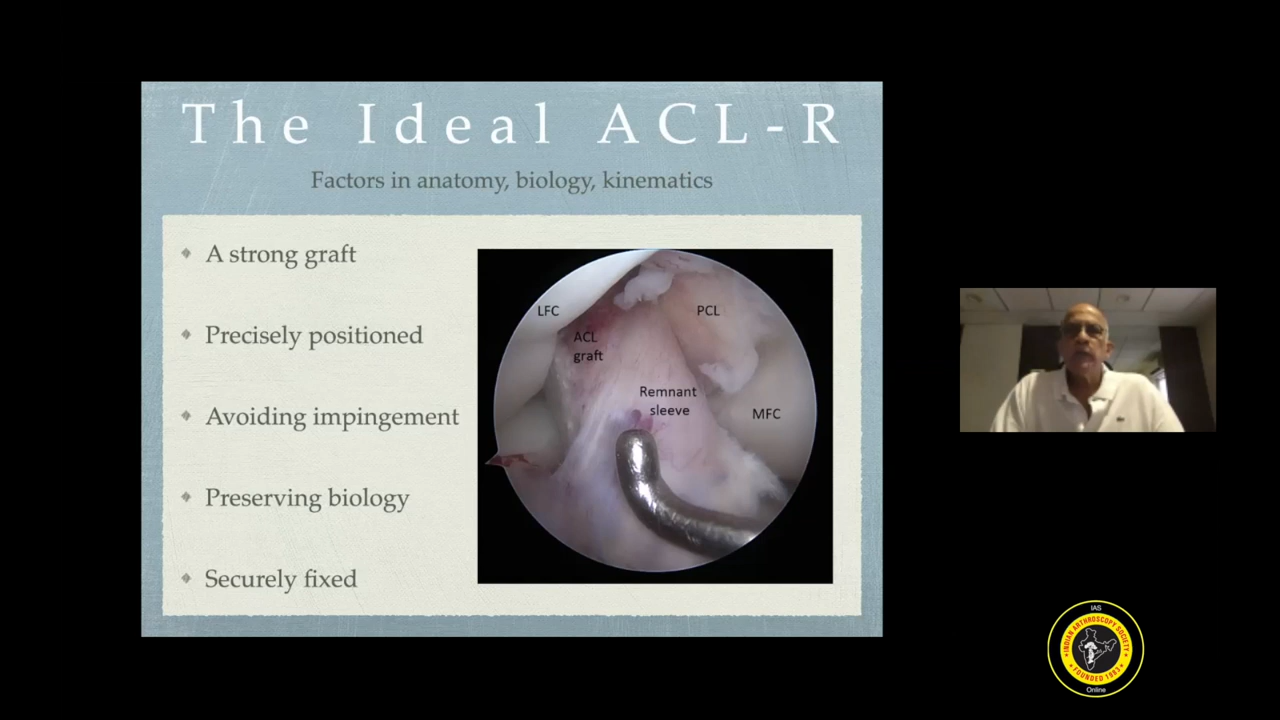 The Ideal ACL-R
Factors in anatomy, biology, kinematics
A strong graft
Precisely positioned
Avoiding impingement
Preserving biology
Securely fixed
LFC
PCL
ACL
graft
Remnant
sleeve
MFC
IAS
INDIAN ARTHROSCOPY SOCIETY
FOUNDED 1983
Online